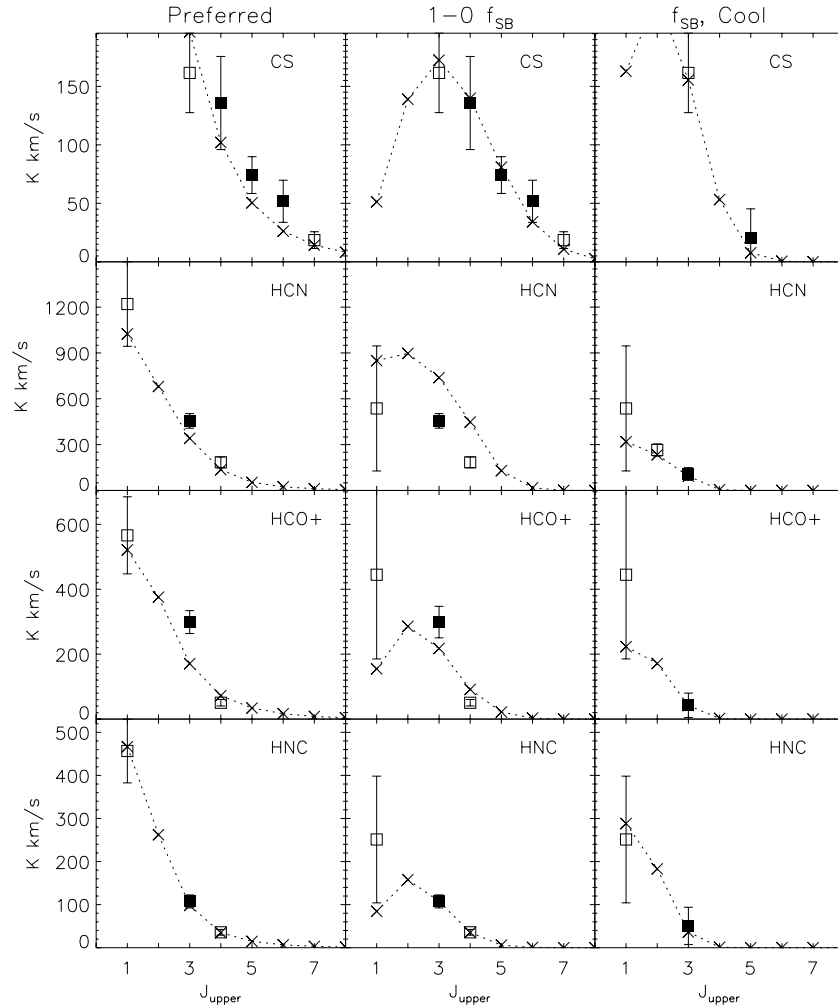 Preferred
1-0 f_SB
f_SB, Cool
CS
CS
CS
150
100
50
0
K km/s
HCN
HCN
HCN
1200
900
600
300
0
K km/s
HCO+
HCO+
HCO+
600
400
200
0
K km/s
HNC
HNC
HNC
500
400
300
200
100
0
K km/s
1 3 5 7
1 3 5 7
1 3 5 7
J_upper
J_upper
J_upper